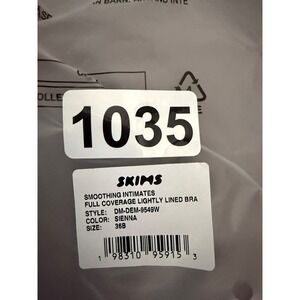 1035
SKIMS
SMOOTHING INTIMATES
FULL COVERAGE LIGHTLY LINED BRA
STYLE: DM-DEM-9549W
COLOR: SIENNA
SIZE: 36B
1 98310 95915 3